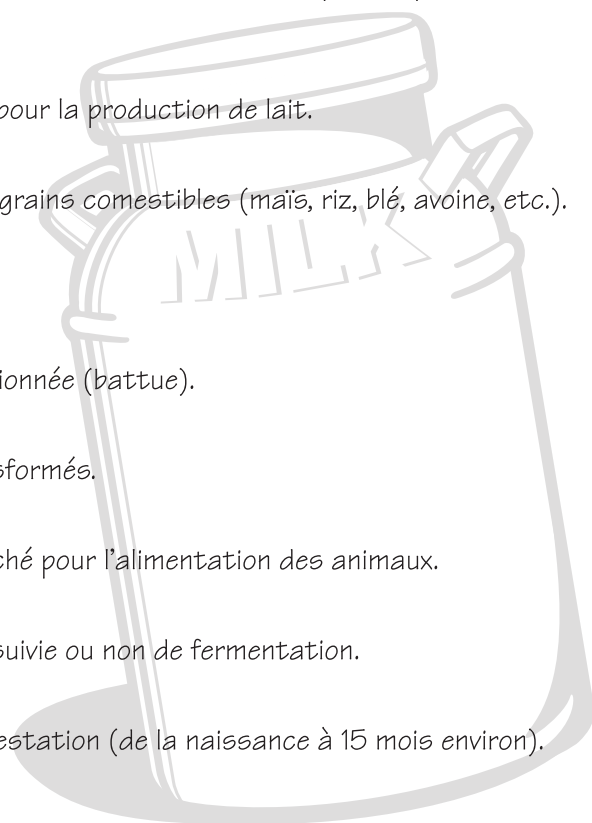 pour la production de lait.
grains comestibles (maïs, riz, blé, avoine, etc.).
MILK
ionnée (battue).
sformés.
ché pour l'alimentation des animaux.
suivie ou non de fermentation.
estation (de la naissance à 15 mois environ).